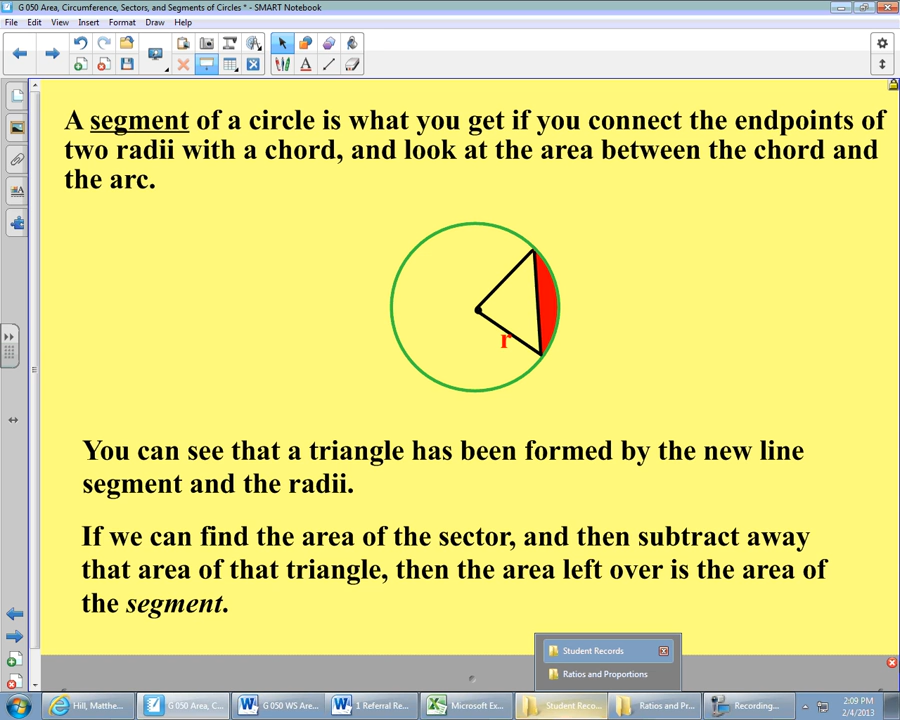 G 050 Area, Circumference, Sectors, and Segments of Circles * - SMART Notebook
File Edit View Insert Format Draw Help
A segment of a circle is what you get if you connect the endpoints of
two radii with a chord, and look at the area between the chord and
the arc.
r
You can see that a triangle has been formed by the new line
segment and the radii.
If we can find the area of the sector, and then subtract away
that area of that triangle, then the area left over is the area of
the segment.
Student Records
Ratios and Proportions
Hill, Matthe... G 050 Area, C... G 050 WS Are... 1 Referral Re... Microsoft Ex... Student Reco... Ratios and Pr... Recording...
2:09 PM
2/4/2013